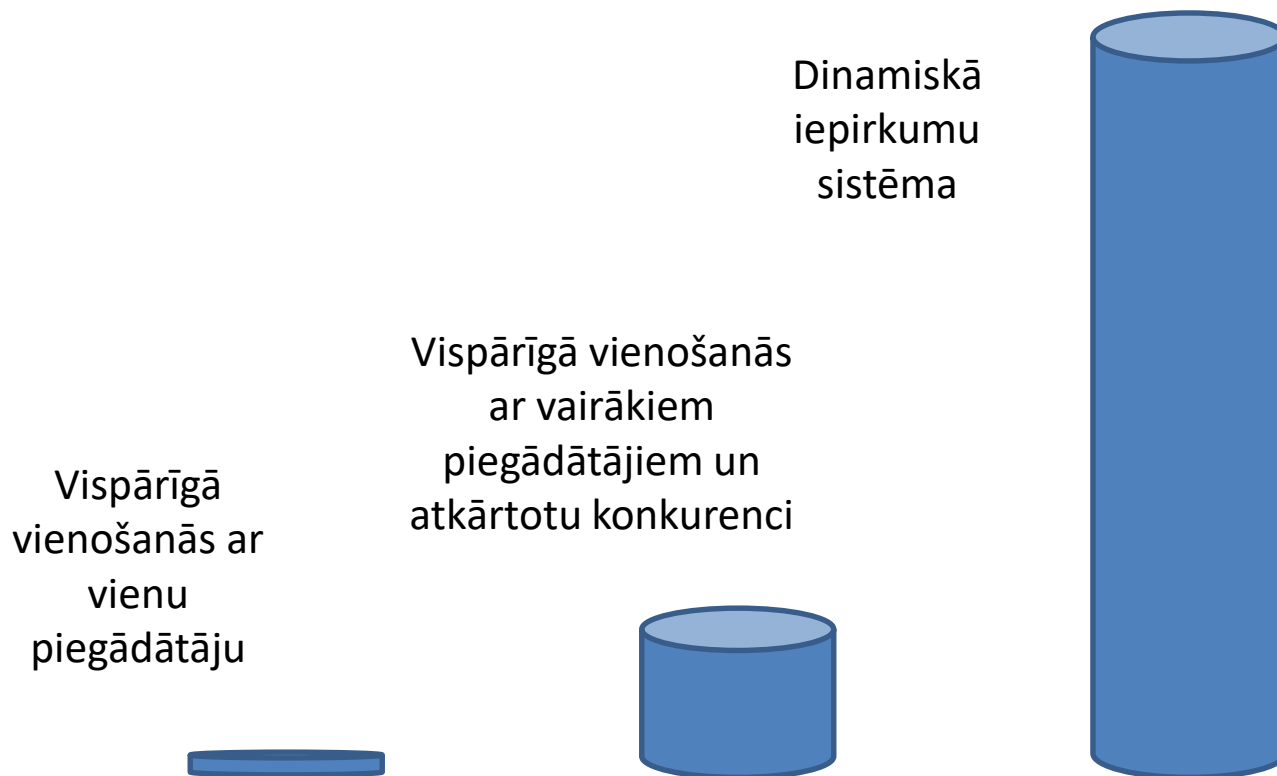 Dinamiskā
iepirkumu
sistēma
Vispārīgā vienošanās
ar vairākiem
piegādātājiem un
atkārtotu konkurenci
Vispārīgā
vienošanās ar
vienu
piegādātāju